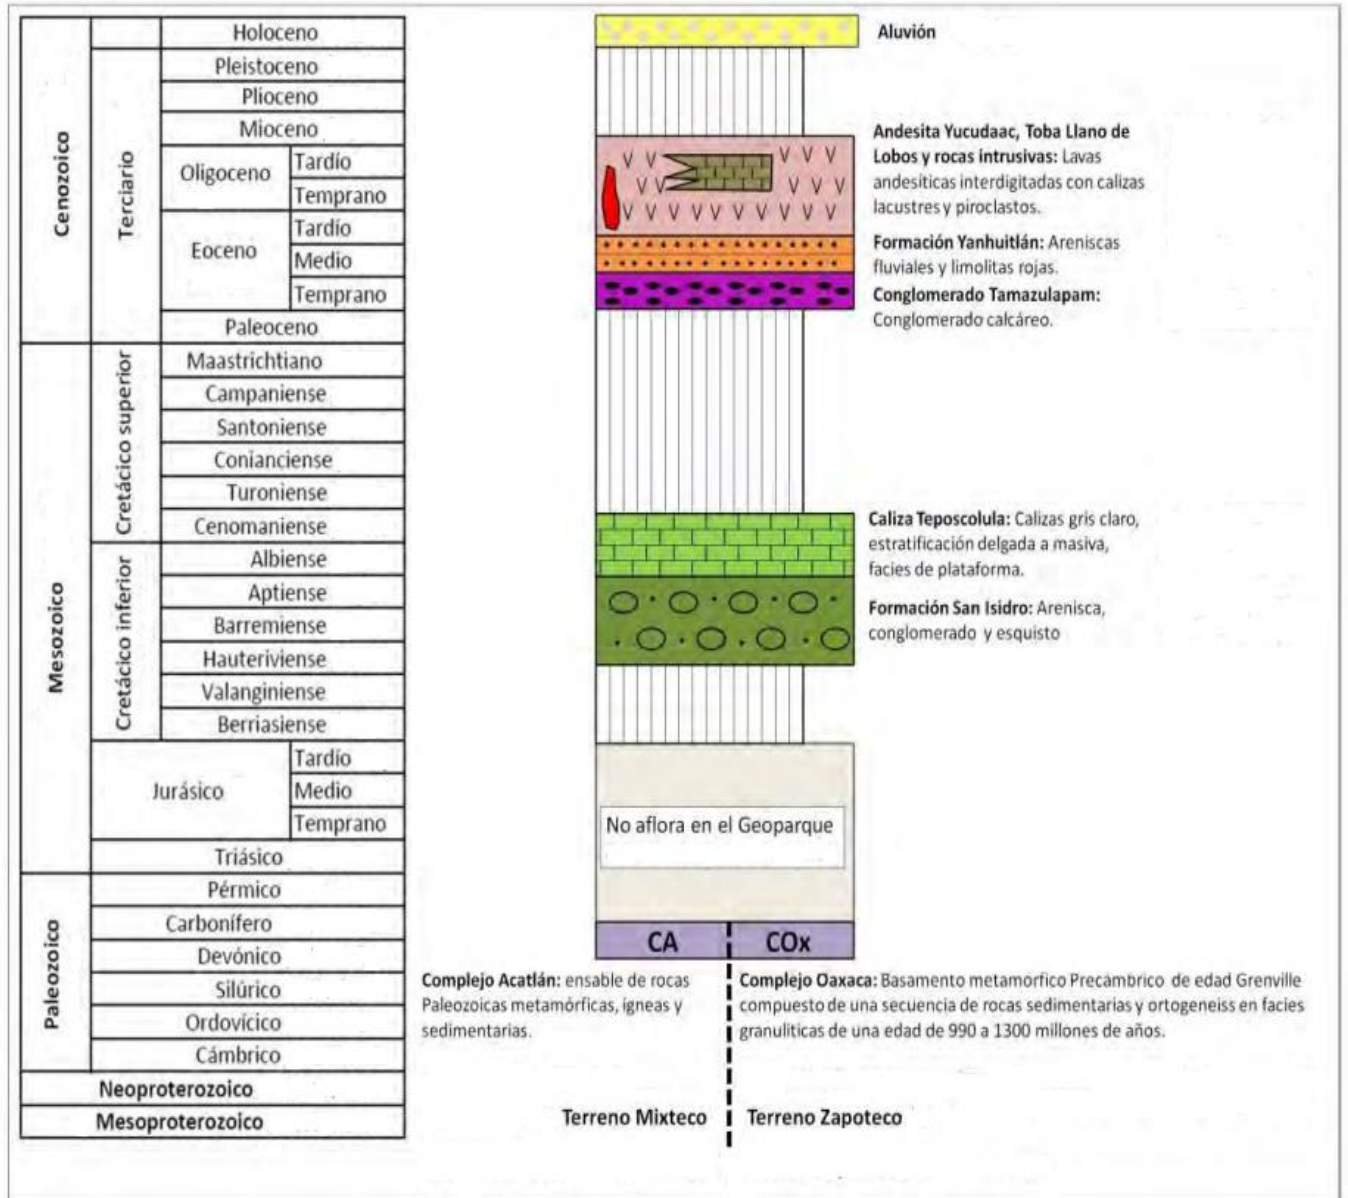 Cenozoico
Terciario
Holoceno
Pleistoceno
Plioceno
Mioceno
Oligoceno
Tardío
Temprano
Eoceno
Tardío
Medio
Temprano
Paleoceno
Mesozoico
Cretácico superior
Maastrichtiano
Campaniense
Santoniense
Conianciense
Turoniense
Cenomaniense
Cretácico inferior
Albiense
Aptiense
Barremiense
Hauteriviense
Valanginiense
Berriasiense
Jurásico
Tardío
Medio
Temprano
Triásico
Paleozoico
Pérmico
Carbonífero
Devónico
Silúrico
Ordovícico
Cámbrico
Neoproterozoico
Mesoproterozoico
Aluvión
Andesita Yucudaac, Toba Llano de
Lobos y rocas intrusivas: Lavas
andesíticas interdigitadas con calizas
lacustres y piroclastos.
Formación Yanhuitlán: Areniscas
fluviales y limolitas rojas.
Conglomerado Tamazulapam:
Conglomerado calcáreo.
Caliza Teposcolula: Calizas gris claro,
estratificación delgada a masiva,
facies de plataforma.
Formación San Isidro: Arenisca,
conglomerado y esquisto
No aflora en el Geoparque
CA
COx
Complejo Acatlán: ensable de rocas
Paleozoicas metamórficas, ígneas y
sedimentarias.
Complejo Oaxaca: Basamento metamorfico Precámbrico de edad Grenville
compuesto de una secuencia de rocas sedimentarias y ortogeneiss en facies
granuliticas de una edad de 990 a 1300 millones de años.
Terreno Mixteco
Terreno Zapoteco